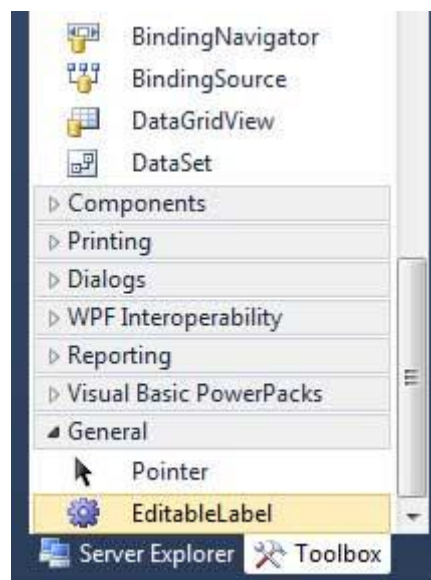 BindingNavigator
BindingSource
DataGridView
DataSet
Components
Printing
Dialogs
WPF Interoperability
Reporting
Visual Basic PowerPacks
General
Pointer
EditableLabel
Server Explorer Toolbox